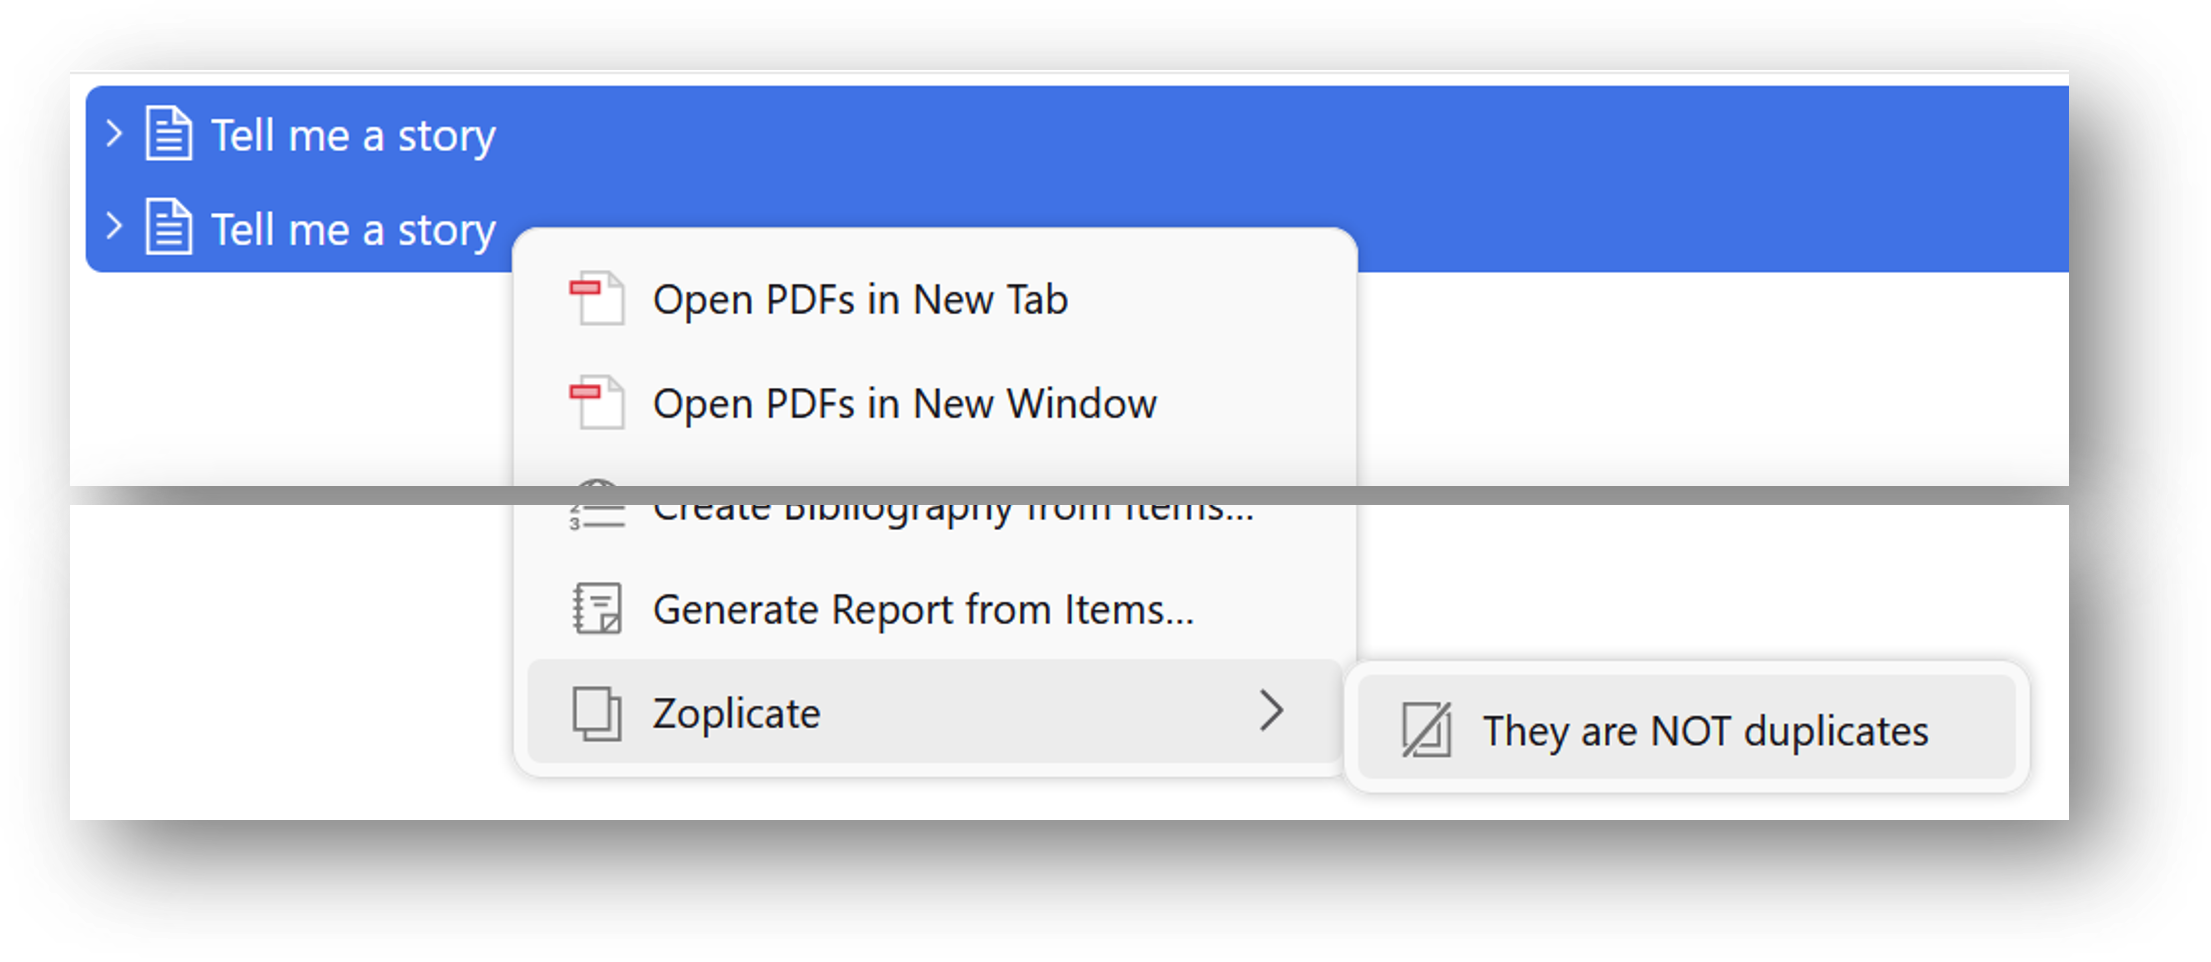 Tell me a story
Tell me a story
Open PDFs in New Tab
Open PDFs in New Window
Create Bibliography from Items...
Generate Report from Items...
Zoplicate
They are NOT duplicates